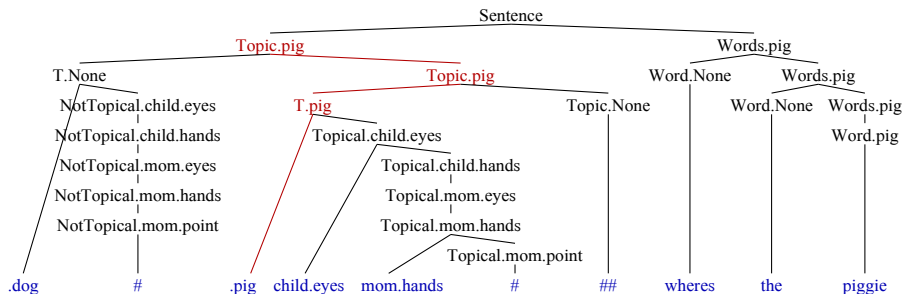 Sentence
Topic.pig Words.pig
T.None Topic.pig Word.None Words.pig
NotTopical.child.eyes T.pig Topic.None Word.None Words.pig
NotTopical.child.hands Topical.child.eyes Word.pig
NotTopical.mom.eyes Topical.child.hands
NotTopical.mom.hands Topical.mom.eyes
NotTopical.mom.point Topical.mom.hands
Topical.mom.point
.dog # .pig child.eyes mom.hands # ## wheres the piggie